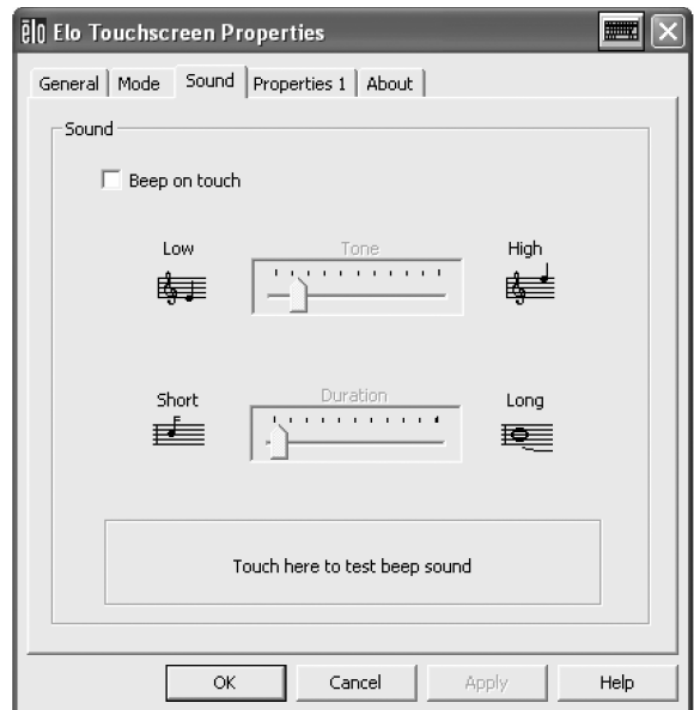 ēlo Elo Touchscreen Properties
General Mode Sound Properties 1 About
Sound
Beep on touch
Low Tone High
Short Duration Long
Touch here to test beep sound
OK Cancel Apply Help